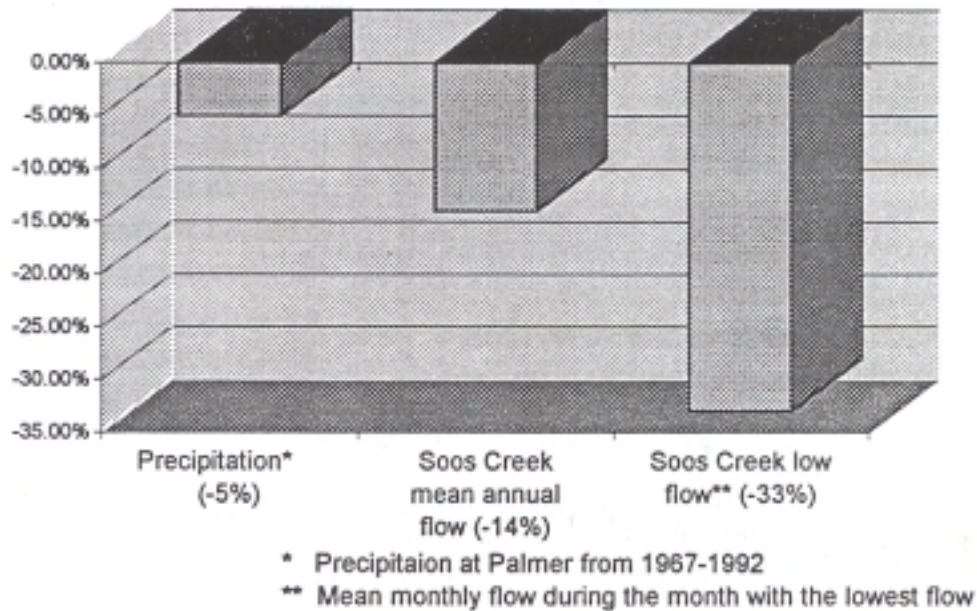 0.00%
-5.00%
-10.00%
-15.00%
-20.00%
-25.00%
-30.00%
-35.00%
Precipitation*
(-5%)
Soos Creek
mean annual
flow (-14%)
Soos Creek low
flow** (-33%)
* Precipitaion at Palmer from 1967-1992
** Mean monthly flow during the month with the lowest flow